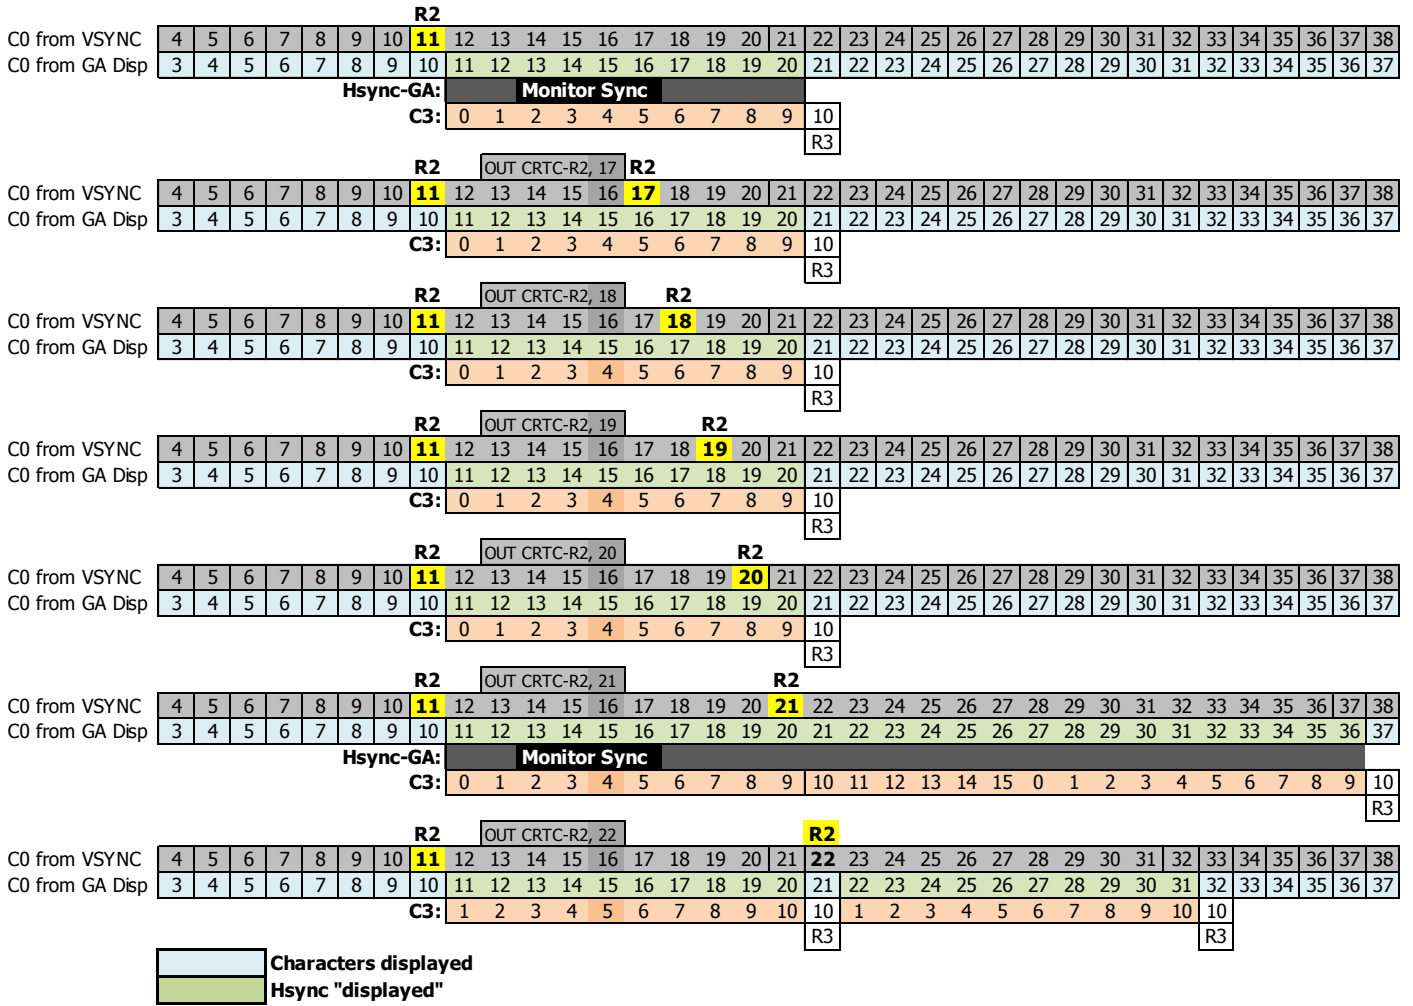 R2
C0 from VSYNC 4 5 6 7 8 9 10 11 12 13 14 15 16 17 18 19 20 21 22 23 24 25 26 27 28 29 30 31 32 33 34 35 36 37 38
C0 from GA Disp 3 4 5 6 7 8 9 10 11 12 13 14 15 16 17 18 19 20 21 22 23 24 25 26 27 28 29 30 31 32 33 34 35 36 37
Hsync-GA: Monitor Sync
C3: 0 1 2 3 4 5 6 7 8 9 10
R3
R2 OUT CRTC-R2, 17 R2
C0 from VSYNC 4 5 6 7 8 9 10 11 12 13 14 15 16 17 18 19 20 21 22 23 24 25 26 27 28 29 30 31 32 33 34 35 36 37 38
C0 from GA Disp 3 4 5 6 7 8 9 10 11 12 13 14 15 16 17 18 19 20 21 22 23 24 25 26 27 28 29 30 31 32 33 34 35 36 37
C3: 0 1 2 3 4 5 6 7 8 9 10
R3
R2 OUT CRTC-R2, 18 R2
C0 from VSYNC 4 5 6 7 8 9 10 11 12 13 14 15 16 17 18 19 20 21 22 23 24 25 26 27 28 29 30 31 32 33 34 35 36 37 38
C0 from GA Disp 3 4 5 6 7 8 9 10 11 12 13 14 15 16 17 18 19 20 21 22 23 24 25 26 27 28 29 30 31 32 33 34 35 36 37
C3: 0 1 2 3 4 5 6 7 8 9 10
R3
R2 OUT CRTC-R2, 19 R2
C0 from VSYNC 4 5 6 7 8 9 10 11 12 13 14 15 16 17 18 19 20 21 22 23 24 25 26 27 28 29 30 31 32 33 34 35 36 37 38
C0 from GA Disp 3 4 5 6 7 8 9 10 11 12 13 14 15 16 17 18 19 20 21 22 23 24 25 26 27 28 29 30 31 32 33 34 35 36 37
C3: 0 1 2 3 4 5 6 7 8 9 10
R3
R2 OUT CRTC-R2, 20 R2
C0 from VSYNC 4 5 6 7 8 9 10 11 12 13 14 15 16 17 18 19 20 21 22 23 24 25 26 27 28 29 30 31 32 33 34 35 36 37 38
C0 from GA Disp 3 4 5 6 7 8 9 10 11 12 13 14 15 16 17 18 19 20 21 22 23 24 25 26 27 28 29 30 31 32 33 34 35 36 37
C3: 0 1 2 3 4 5 6 7 8 9 10
R3
R2 OUT CRTC-R2, 21 R2
C0 from VSYNC 4 5 6 7 8 9 10 11 12 13 14 15 16 17 18 19 20 21 22 23 24 25 26 27 28 29 30 31 32 33 34 35 36 37 38
C0 from GA Disp 3 4 5 6 7 8 9 10 11 12 13 14 15 16 17 18 19 20 21 22 23 24 25 26 27 28 29 30 31 32 33 34 35 36 37
Hsync-GA: Monitor Sync
C3: 0 1 2 3 4 5 6 7 8 9 10 11 12 13 14 15 0 1 2 3 4 5 6 7 8 9 10
R3
R2 OUT CRTC-R2, 22 R2
C0 from VSYNC 4 5 6 7 8 9 10 11 12 13 14 15 16 17 18 19 20 21 22 23 24 25 26 27 28 29 30 31 32 33 34 35 36 37 38
C0 from GA Disp 3 4 5 6 7 8 9 10 11 12 13 14 15 16 17 18 19 20 21 22 23 24 25 26 27 28 29 30 31 32 33 34 35 36 37
C3: 1 2 3 4 5 6 7 8 9 10 10 1 2 3 4 5 6 7 8 9 10 10
R3 R3
Characters displayed
Hsync "displayed"